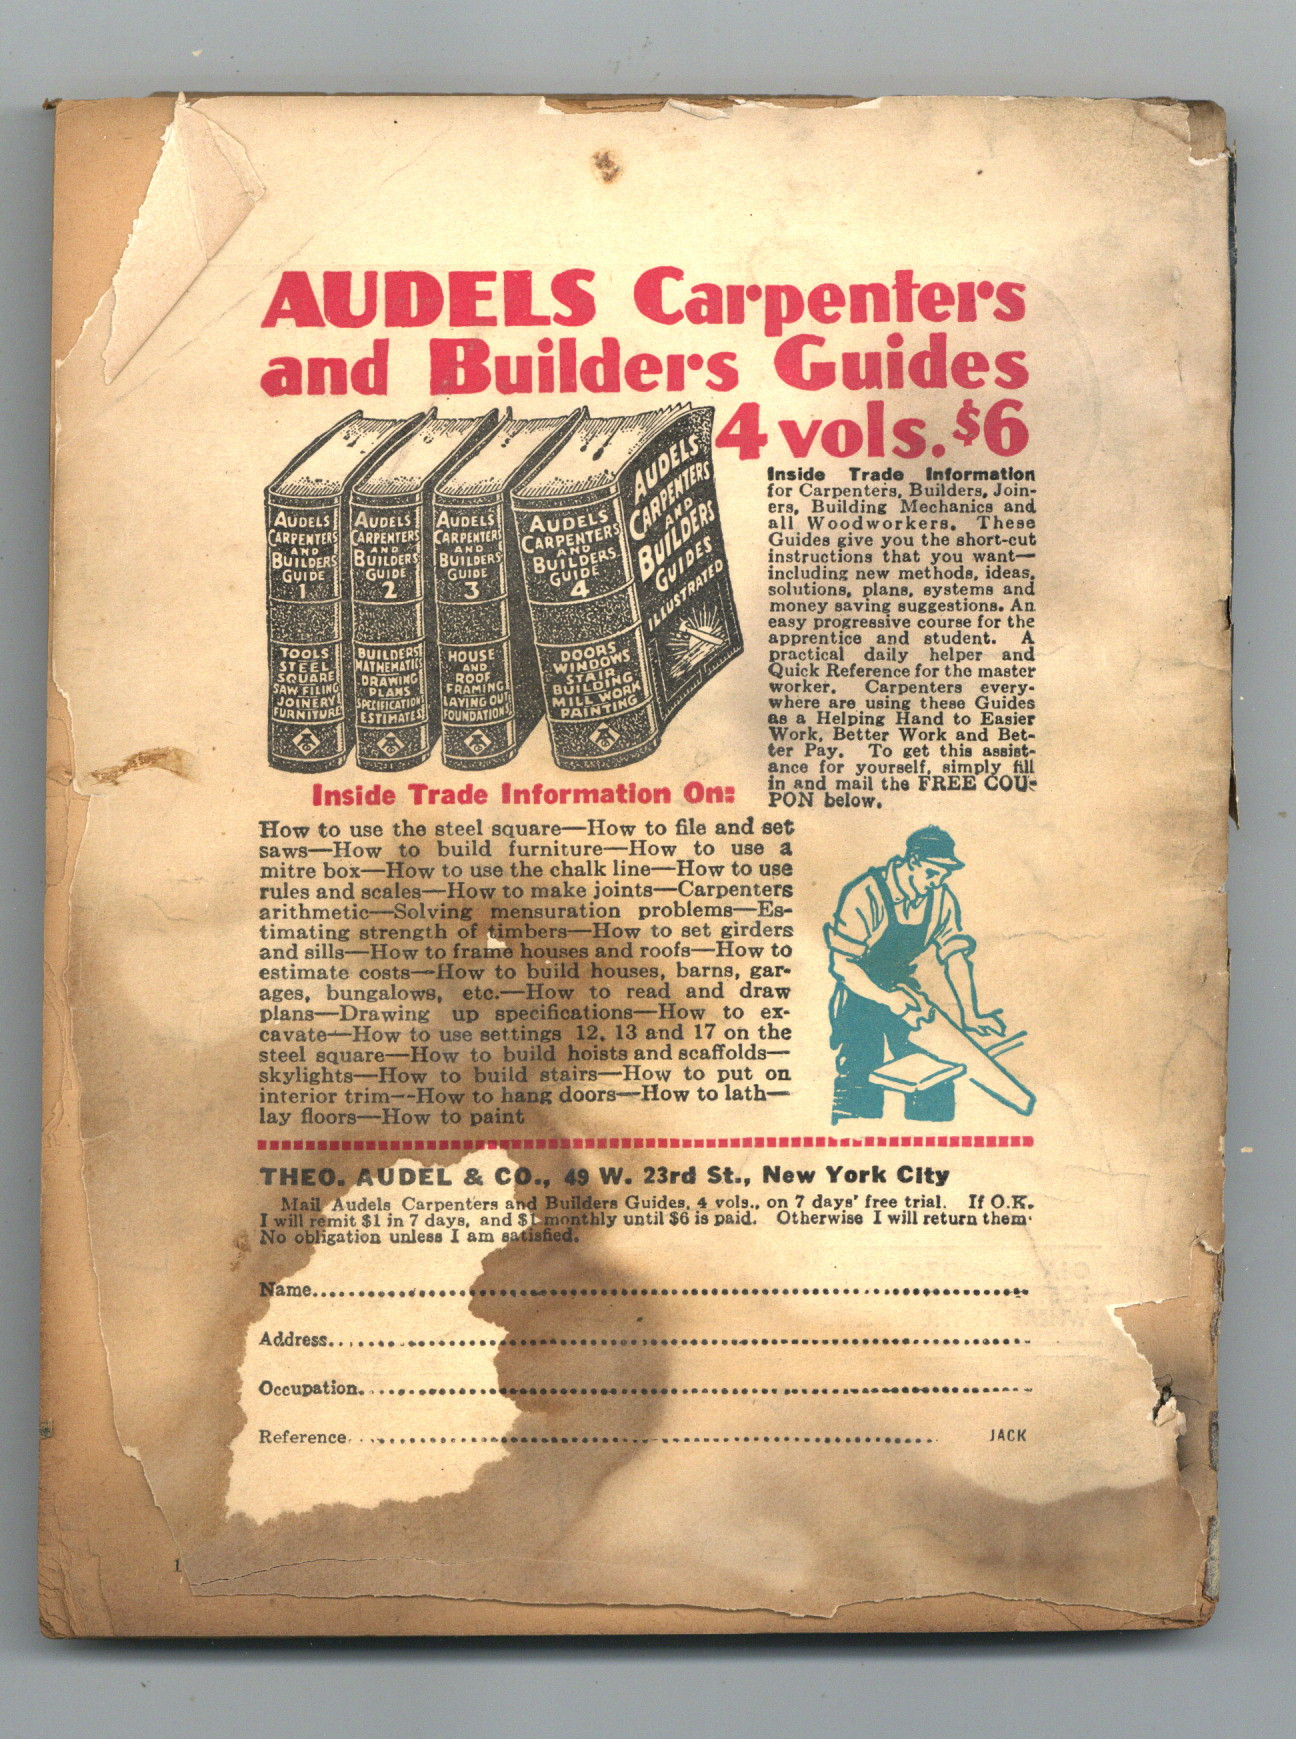 AUDELS Carpenters
and Builders Guides
4 vols. $6
AUDELS
CARPENTERS
AND
BUILDERS
GUIDE
1
TOOLS
STEEL
SQUARE
SAW FILING
JOINERY
FURNITURE
AUDELS
CARPENTERS
AND
BUILDERS
GUIDE
2
BUILDERS
MATHEMATICS
DRAWING
PLANS
SPECIFICATION
ESTIMATES
AUDELS
CARPENTERS
AND
BUILDERS
GUIDE
3
HOUSE
AND
ROOF
FRAMING
LAYING OUT
FOUNDATIONS
AUDELS
CARPENTERS
AND
BUILDERS
GUIDE
4
DOORS
WINDOWS
STAIR
BUILDING
MILL WORK
PAINTING
AUDELS
CARPENTERS
AND
BUILDERS
GUIDES
ILLUSTRATED
Inside Trade Information
for Carpenters, Builders, Join-
ers, Building Mechanics and
all Woodworkers. These
Guides give you the short-cut
instructions that you want—
including new methods, ideas,
solutions, plans, systems and
money saving suggestions. An
easy progressive course for the
apprentice and student. A
practical daily helper and
Quick Reference for the master
worker. Carpenters every-
where are using these Guides
as a Helping Hand to Easier
Work, Better Work and Bet-
ter Pay. To get this assist-
ance for yourself, simply fill
in and mail the FREE COU-
PON below.
Inside Trade Information On:
How to use the steel square—How to file and set
saws—How to build furniture—How to use a
mitre box—How to use the chalk line—How to use
rules and scales—How to make joints—Carpenters
arithmetic—Solving mensuration problems—Es-
timating strength of timbers—How to set girders
and sills—How to frame houses and roofs—How to
estimate costs—How to build houses, barns, gar-
ages, bungalows, etc.—How to read and draw
plans—Drawing up specifications—How to ex-
cavate—How to use settings 12, 13 and 17 on the
steel square—How to build hoists and scaffolds—
skylights—How to build stairs—How to put on
interior trim—How to hang doors—How to lath—
lay floors—How to paint
THEO. AUDEL & CO., 49 W. 23rd St., New York City
Mail Audels Carpenters and Builders Guides, 4 vols., on 7 days' free trial. If O.K.
I will remit $1 in 7 days, and $1 monthly until $6 is paid. Otherwise I will return them.
No obligation unless I am satisfied.
Name
Address
Occupation
Reference JACK
1